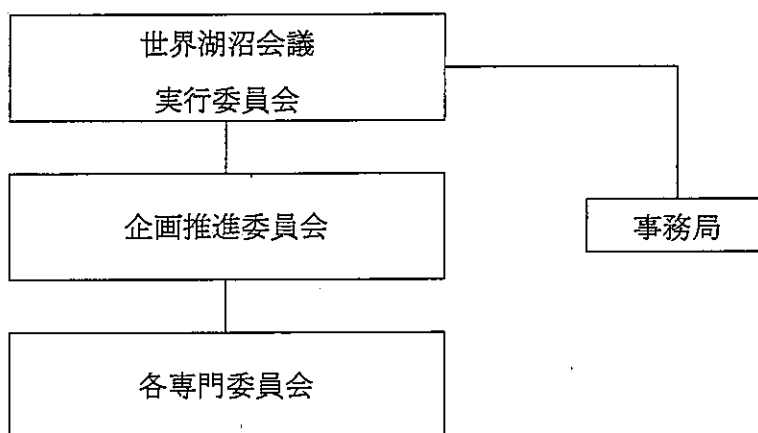 世界湖沼会議
実行委員会
企画推進委員会
事務局
各専門委員会